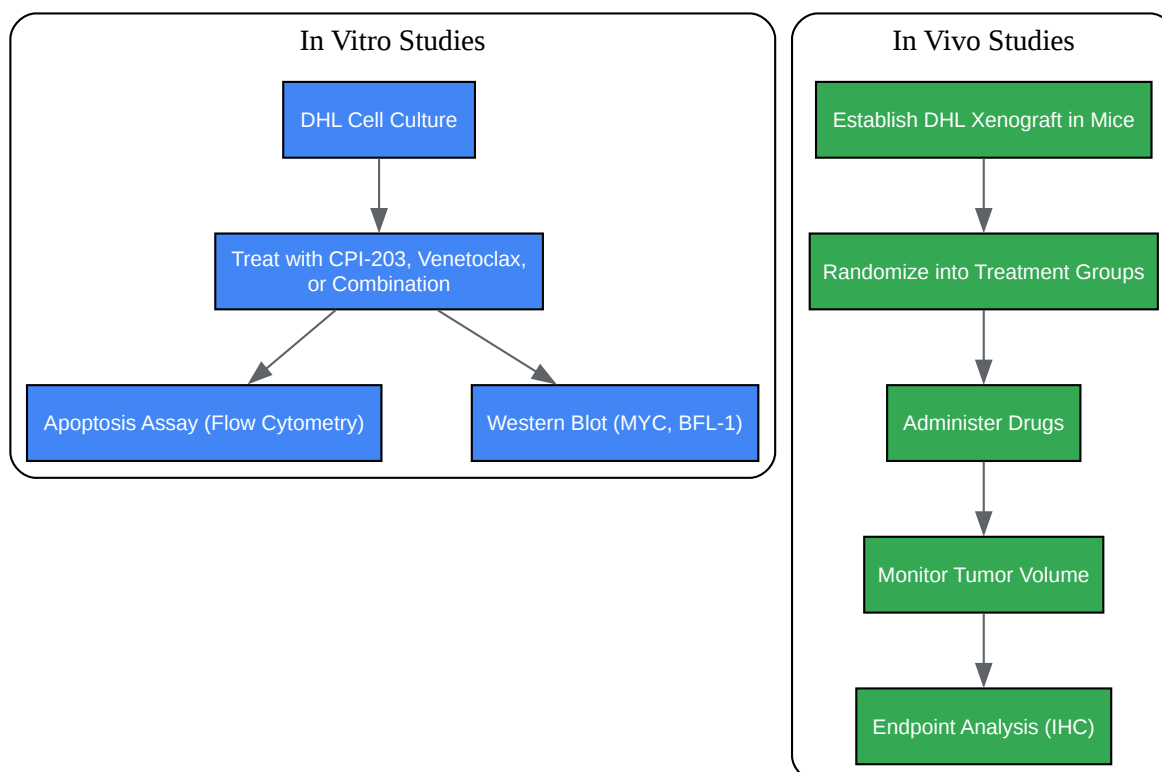 In Vitro Studies
DHL Cell Culture
Treat with CPI-203, Venetoclax,
or Combination
Apoptosis Assay (Flow Cytometry)
Western Blot (MYC, BFL-1)
In Vivo Studies
Establish DHL Xenograft in Mice
Randomize into Treatment Groups
Administer Drugs
Monitor Tumor Volume
Endpoint Analysis (IHC)